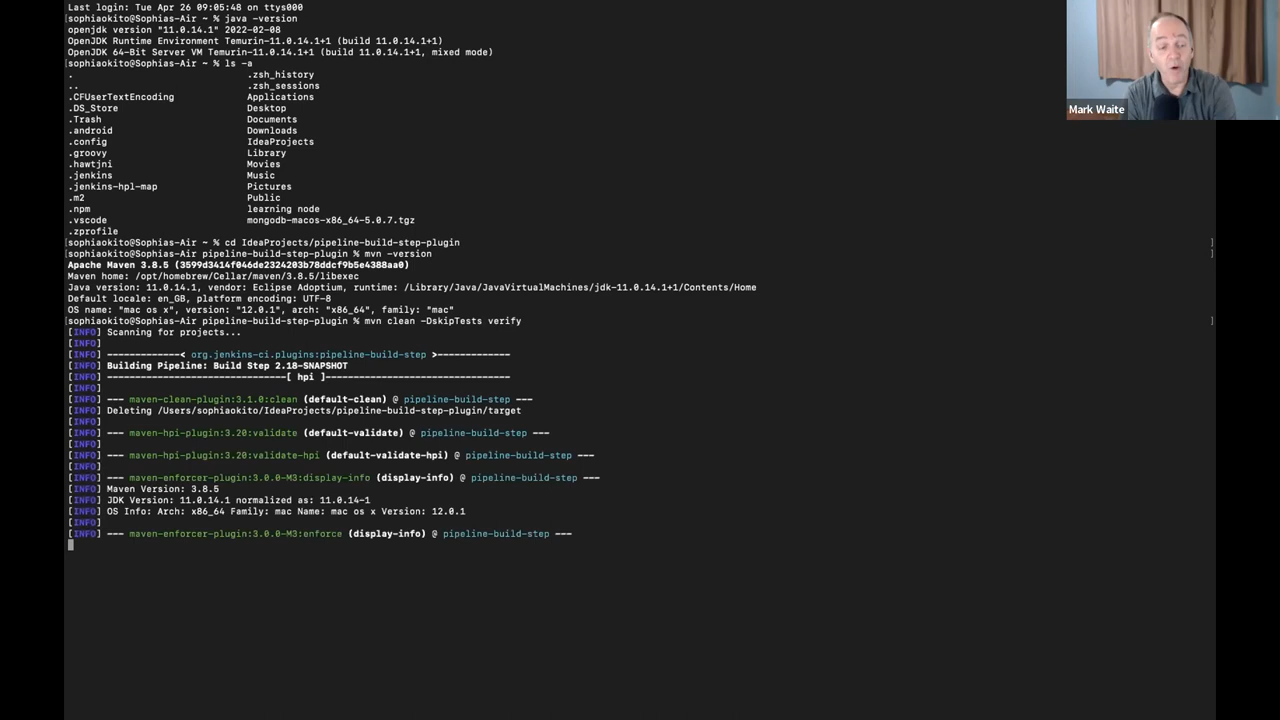 Last login: Tue Apr 26 09:05:48 on ttys000
[sophiaokito@Sophias-Air ~ % java -version
openjdk version "11.0.14.1" 2022-02-08
OpenJDK Runtime Environment Temurin-11.0.14.1+1 (build 11.0.14.1+1)
OpenJDK 64-Bit Server VM Temurin-11.0.14.1+1 (build 11.0.14.1+1, mixed mode)
[sophiaokito@Sophias-Air ~ % ls -a
. .zsh_history
.. .zsh_sessions
.CFUserTextEncoding Applications
.DS_Store Desktop
.Trash Documents
.android Downloads
.config IdeaProjects
.groovy Library
.hawtjni Movies
.jenkins Music
.jenkins-hpl-map Pictures
.m2 Public
.npm learning node
.vscode mongodb-macos-x86_64-5.0.7.tgz
.zprofile
[sophiaokito@Sophias-Air ~ % cd IdeaProjects/pipeline-build-step-plugin ]
[sophiaokito@Sophias-Air pipeline-build-step-plugin % mvn -version ]
Apache Maven 3.8.5 (3599d3414f046de2324203b78ddcf9b5e4388aa0)
Maven home: /opt/homebrew/Cellar/maven/3.8.5/libexec
Java version: 11.0.14.1, vendor: Eclipse Adoptium, runtime: /Library/Java/JavaVirtualMachines/jdk-11.0.14.1+1/Contents/Home
Default locale: en_GB, platform encoding: UTF-8
OS name: "mac os x", version: "12.0.1", arch: "x86_64", family: "mac"
[sophiaokito@Sophias-Air pipeline-build-step-plugin % mvn clean -DskipTests verify ]
[INFO] Scanning for projects...
[INFO]
[INFO] -------------< org.jenkins-ci.plugins:pipeline-build-step >-------------
[INFO] Building Pipeline: Build Step 2.18-SNAPSHOT
[INFO] --------------------------------[ hpi ]---------------------------------
[INFO]
[INFO] --- maven-clean-plugin:3.1.0:clean (default-clean) @ pipeline-build-step ---
[INFO] Deleting /Users/sophiaokito/IdeaProjects/pipeline-build-step-plugin/target
[INFO]
[INFO] --- maven-hpi-plugin:3.20:validate (default-validate) @ pipeline-build-step ---
[INFO]
[INFO] --- maven-hpi-plugin:3.20:validate-hpi (default-validate-hpi) @ pipeline-build-step ---
[INFO]
[INFO] --- maven-enforcer-plugin:3.0.0-M3:display-info (display-info) @ pipeline-build-step ---
[INFO] Maven Version: 3.8.5
[INFO] JDK Version: 11.0.14.1 normalized as: 11.0.14-1
[INFO] OS Info: Arch: x86_64 Family: mac Name: mac os x Version: 12.0.1
[INFO]
[INFO] --- maven-enforcer-plugin:3.0.0-M3:enforce (display-info) @ pipeline-build-step ---
Mark Waite